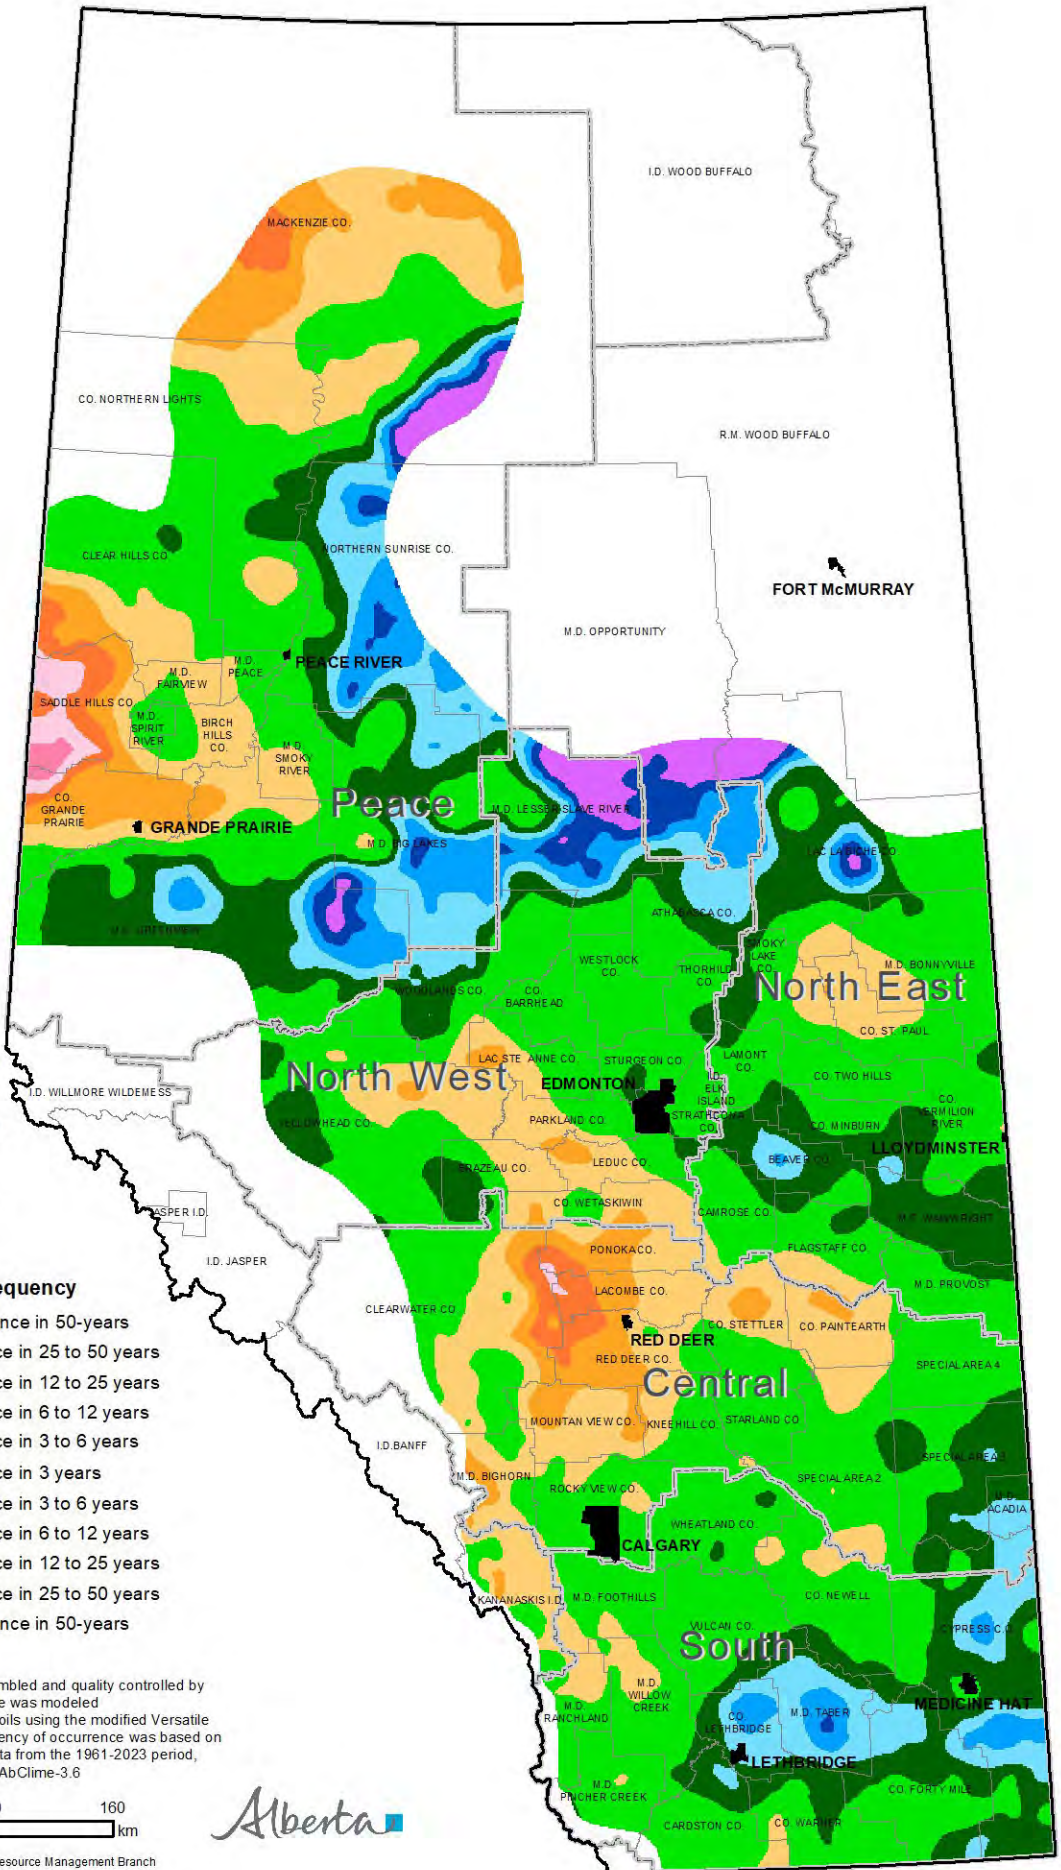 I.D. WOOD BUFFALO
MACKENZIE CO.
CO. NORTHERN LIGHTS
R.M. WOOD BUFFALO
CLEAR HILLS CO.
NORTHERN SUNRISE CO.
FORT McMURRAY
M.D. OPPORTUNITY
PEACE RIVER
M.D.
PEACE
M.D.
FAIRVIEW
SADDLE HILLS CO.
M.D.
SPIRIT
RIVER
BIRCH
HILLS
CO.
M.D.
SMOKY
RIVER
CO.
GRANDE
PRAIRIE
Peace
M.D. LESSER SLAVE RIVER
GRANDE PRAIRIE
M.D. BIG LAKES
LAC LA BICHE CO.
M.D. GREENVIEW
ATHABASCA CO.
WESTLOCK
CO.
THORHILD
CO.
SMOKY
LAKE
CO.
M.D. BONNYVILLE
North East
WOODLANDS CO.
CO.
BARRHEAD
CO. ST. PAUL
LAC STE ANNE CO.
STURGEON CO.
LAMONT
CO.
North West
EDMONTON
I.D.
ELK
ISLAND
CO. TWO HILLS
I.D. WILLMORE WILDERNESS
YELLOWHEAD CO.
PARKLAND CO.
STRATHCONA
CO.
CO. MINBURN
CO.
VERMILION
RIVER
LLOYDMINSTER
BRAZEAU CO.
LEDUC CO.
BEAVER CO.
CO. WETASKIWIN
JASPER I.D.
CAMROSE CO.
M.D. WAINWRIGHT
I.D. JASPER
PONOKA CO.
FLAGSTAFF CO.
M.D. PROVOST
CLEARWATER CO.
LACOMBE CO.
CO. STETTLER
CO. PAINTEARTH
RED DEER
RED DEER CO.
SPECIAL AREA 4
Central
MOUNTAN VIEW CO.
KNEEHILL CO.
STARLAND CO.
I.D. BANFF
SPECIAL AREA 3
M.D. BIGHORN
SPECIAL AREA 2
ROCKY VIEW CO.
M.D.
ACADIA
WHEATLAND CO.
CALGARY
KANANASKIS I.D.
M.D. FOOTHILLS
CO. NEWELL
VULCAN CO.
CYPRESS CO.
South
M.D.
WILLOW
CREEK
M.D.
RANCHLAND
CO.
LETHBRIDGE
M.D. TABER
MEDICINE HAT
LETHBRIDGE
M.D.
PINCHER CREEK
CO. FORTY MILE
CARDSTON CO.
CO. WARNER
equency
nce in 50-years
ce in 25 to 50 years
ce in 12 to 25 years
ce in 6 to 12 years
ce in 3 to 6 years
ce in 3 years
ce in 3 to 6 years
ce in 6 to 12 years
ce in 12 to 25 years
ce in 25 to 50 years
nce in 50-years
mbled and quality controlled by
e was modeled
oils using the modified Versatile
ency of occurrence was based on
ta from the 1961-2023 period,
AbClime-3.6
0 160
km
Alberta
esource Management Branch